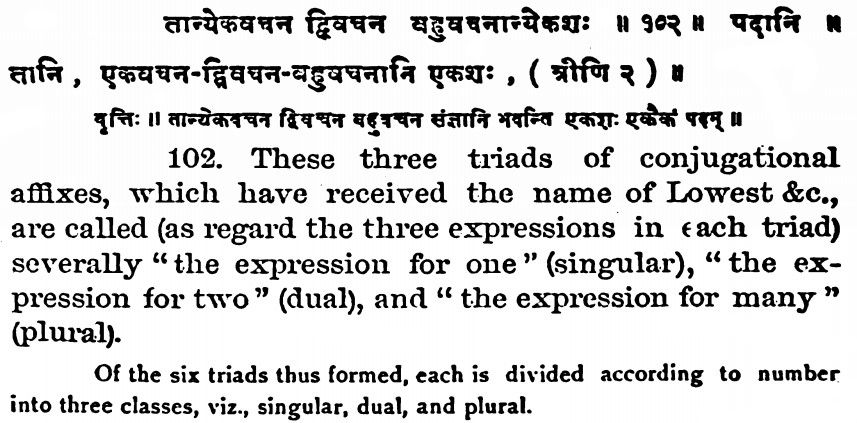 तान्येकवचन द्विवचन बहुवचनान्येकशः ॥ १०२ ॥ पदानि ॥
तानि , एकवचन-द्विवचन-बहुवचनानि एकशः , ( त्रीणि २ ) ॥
वृत्तिः ॥ तान्येकवचन द्विवचन बहुवचन संज्ञानि भवन्ति एकशः एकैकं पदम् ॥
102. These three triads of conjugational
affixes, which have received the name of Lowest &c.,
are called (as regard the three expressions in each triad)
severally “the expression for one” (singular), “the ex-
pression for two” (dual), and “the expression for many”
(plural).
Of the six triads thus formed, each is divided according to number
into three classes, viz., singular, dual, and plural.